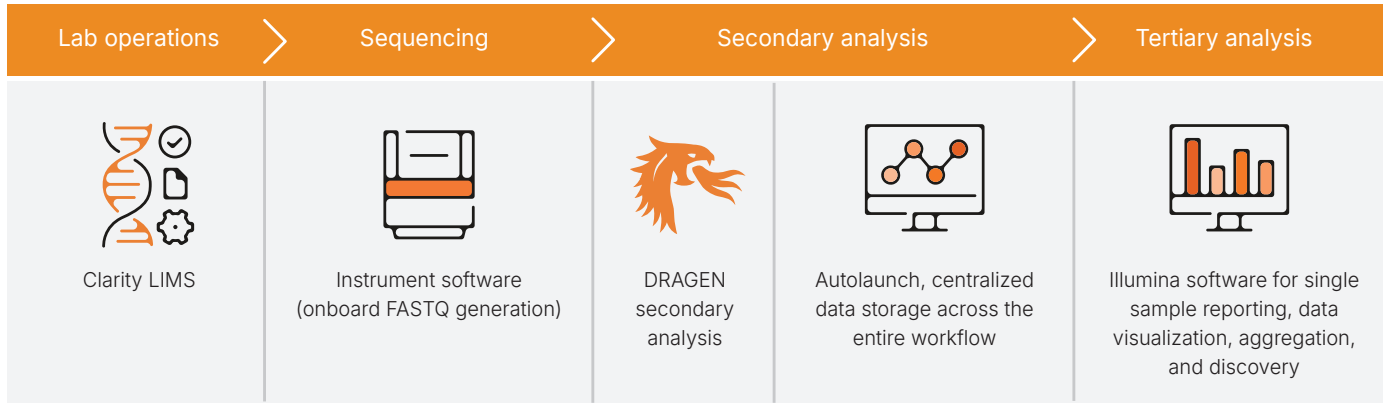 Lab operations
Sequencing
Secondary analysis
Tertiary analysis
Clarity LIMS
Instrument software
(onboard FASTQ generation)
DRAGEN
secondary
analysis
Autolaunch, centralized
data storage across the
entire workflow
Illumina software for single
sample reporting, data
visualization, aggregation,
and discovery